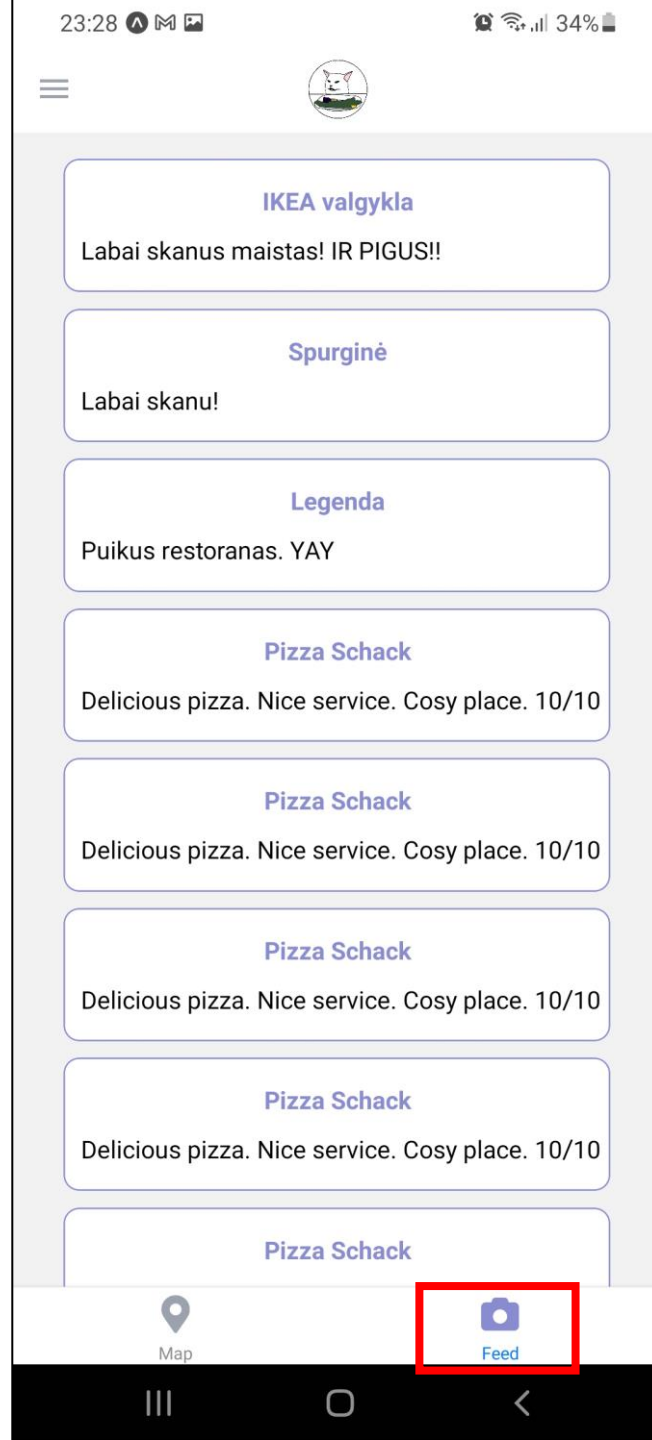 23:28
34%
IKEA valgykla
Labai skanus maistas! IR PIGUS!!
Spurginė
Labai skanu!
Legenda
Puikus restoranas. YAY
Pizza Schack
Delicious pizza. Nice service. Cosy place. 10/10
Pizza Schack
Delicious pizza. Nice service. Cosy place. 10/10
Pizza Schack
Delicious pizza. Nice service. Cosy place. 10/10
Pizza Schack
Delicious pizza. Nice service. Cosy place. 10/10
Pizza Schack
Map
Feed